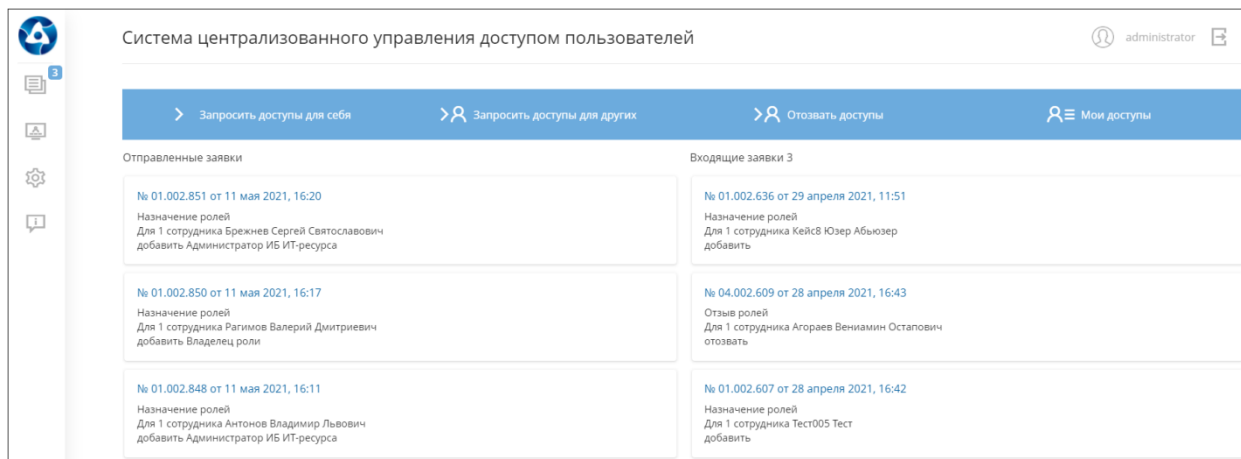 Система централизованного управления доступом пользователей
administrator
3
Запросить доступы для себя
Запросить доступы для других
Отозвать доступы
Мои доступы
Отправленные заявки
№ 01.002.851 от 11 мая 2021, 16:20
Назначение ролей
Для 1 сотрудника Брежнев Сергей Святославович
добавить Администратор ИБ ИТ-ресурса
№ 01.002.850 от 11 мая 2021, 16:17
Назначение ролей
Для 1 сотрудника Рагимов Валерий Дмитриевич
добавить Владелец роли
№ 01.002.848 от 11 мая 2021, 16:11
Назначение ролей
Для 1 сотрудника Антонов Владимир Львович
добавить Администратор ИБ ИТ-ресурса
Входящие заявки 3
№ 01.002.636 от 29 апреля 2021, 11:51
Назначение ролей
Для 1 сотрудника Кейс8 Юзер Абьюзер
добавить
№ 04.002.609 от 28 апреля 2021, 16:43
Отзыв ролей
Для 1 сотрудника Агораев Вениамин Остапович
отозвать
№ 01.002.607 от 28 апреля 2021, 16:42
Назначение ролей
Для 1 сотрудника Тест005 Тест
добавить